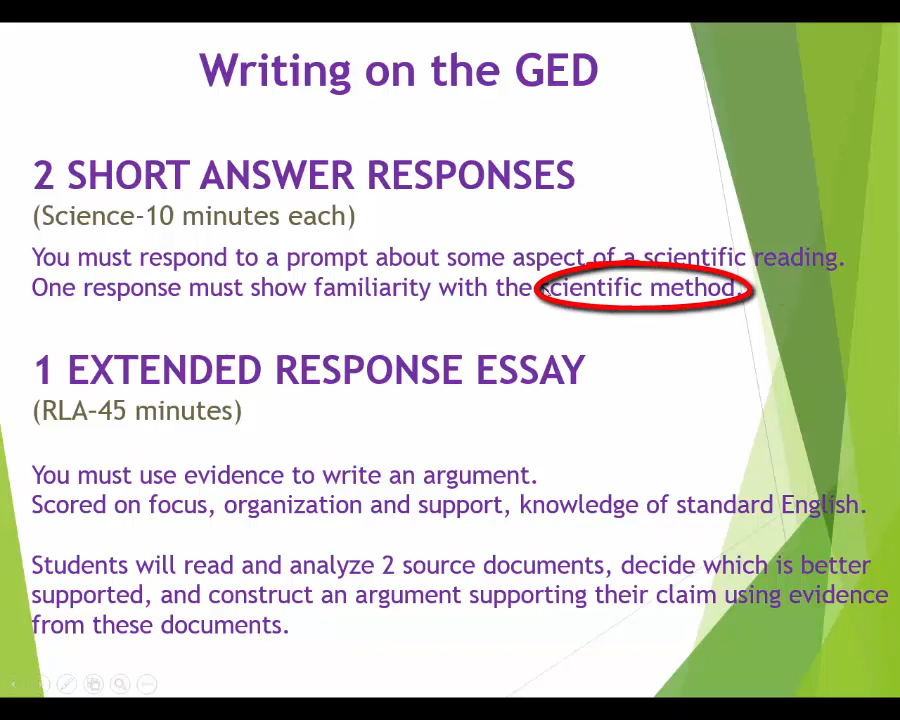 Writing on the GED
2 SHORT ANSWER RESPONSES
(Science-10 minutes each)
You must respond to a prompt about some aspect of a scientific reading.
One response must show familiarity with the scientific method.
1 EXTENDED RESPONSE ESSAY
(RLA-45 minutes)
You must use evidence to write an argument.
Scored on focus, organization and support, knowledge of standard English.
Students will read and analyze 2 source documents, decide which is better
supported, and construct an argument supporting their claim using evidence
from these documents.